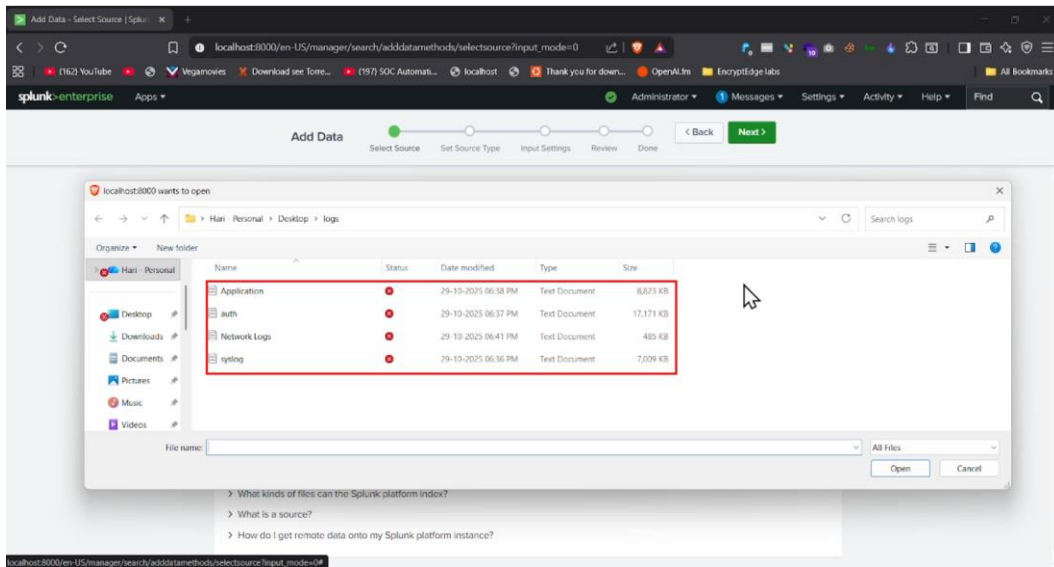 Add Data - Select Source | Splun
localhost:8000/en-US/manager/search/adddatamethods/selectsource?input_mode=0
(162) YouTube
Vegamovies
Download see Torre...
(197) SOC Automati...
localhost
Thank you for down...
OpenAI.fm
EncryptEdge labs
All Bookmarks
splunk>enterprise Apps
Administrator
1 Messages
Settings
Activity
Help
Find
Add Data
Select Source
Set Source Type
Input Settings
Review
Done
< Back
Next >
localhost:8000 wants to open
Hari - Personal > Desktop > logs
Search logs
Organize
New folder
Name Status Date modified Type Size
Hari - Personal
Application 29-10-2025 06:38 PM Text Document 8,823 KB
Desktop
auth 29-10-2025 06:37 PM Text Document 17,171 KB
Downloads
Network Logs 29-10-2025 06:41 PM Text Document 485 KB
Documents
syslog 29-10-2025 06:36 PM Text Document 7,009 KB
Pictures
Music
Videos
File name:
All Files
Open
Cancel
> What kinds of files can the Splunk platform index?
> What is a source?
> How do I get remote data onto my Splunk platform instance?
localhost:8000/en-US/manager/search/adddatamethods/selectsource?input_mode=0#